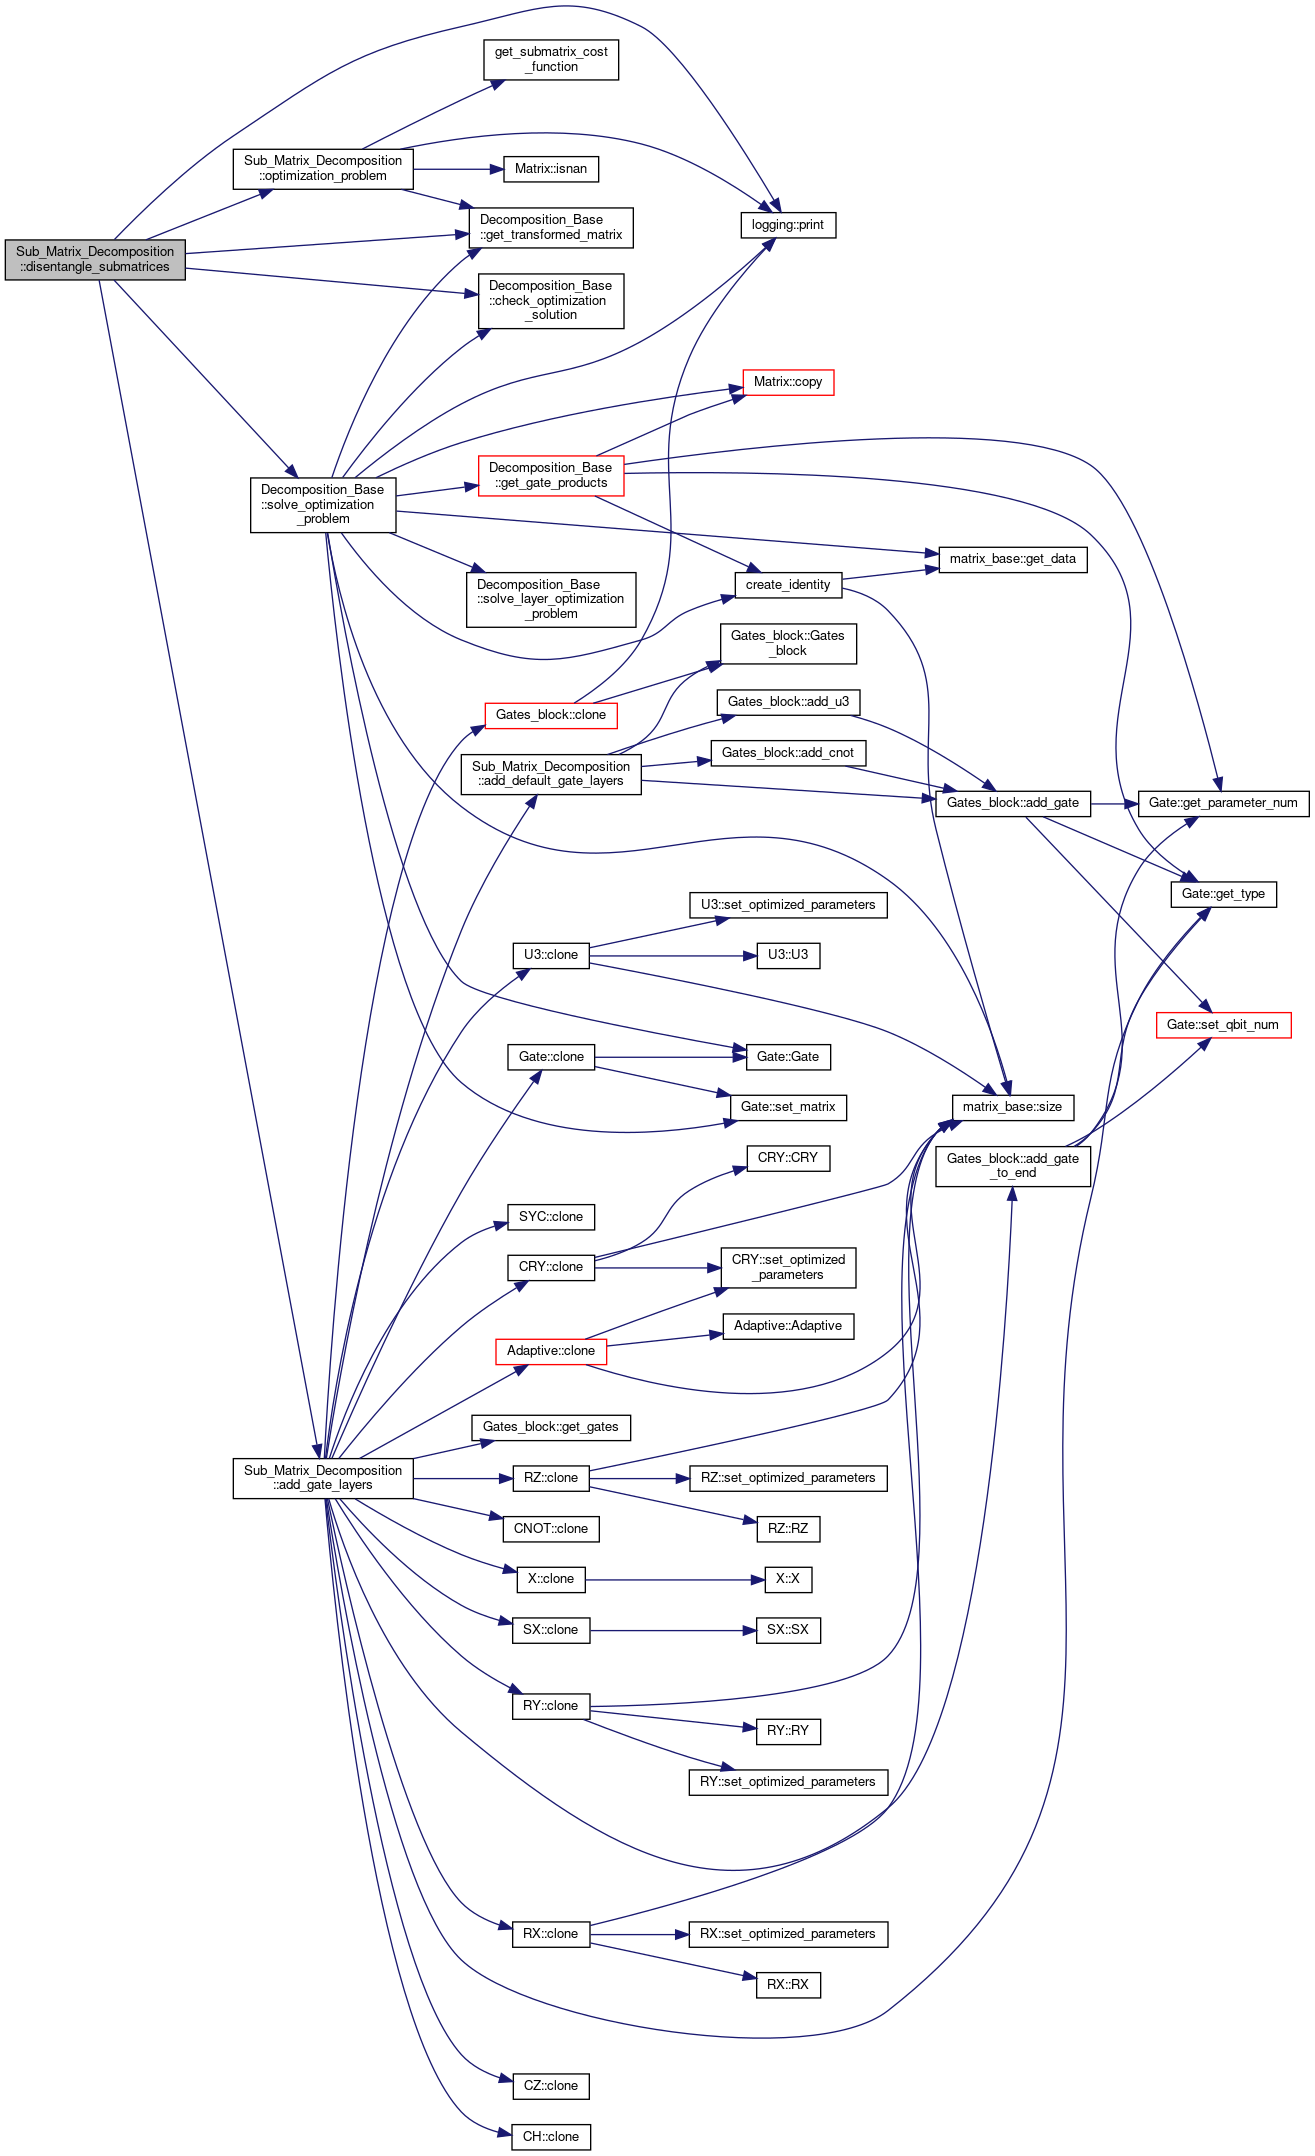 get_submatrix_cost
_function
Sub_Matrix_Decomposition
::optimization_problem
Matrix::isnan
Decomposition_Base
::get_transformed_matrix
logging::print
Sub_Matrix_Decomposition
::disentangle_submatrices
Decomposition_Base
::check_optimization
_solution
Matrix::copy
Decomposition_Base
::get_gate_products
Decomposition_Base
::solve_optimization
_problem
matrix_base::get_data
Decomposition_Base
::solve_layer_optimization
_problem
create_identity
Gates_block::Gates
_block
Gates_block::clone
Gates_block::add_u3
Sub_Matrix_Decomposition
::add_default_gate_layers
Gates_block::add_cnot
Gates_block::add_gate
Gate::get_parameter_num
Gate::get_type
U3::set_optimized_parameters
U3::clone
U3::U3
Gate::set_qbit_num
Gate::clone
Gate::Gate
Gate::set_matrix
matrix_base::size
CRY::CRY
Gates_block::add_gate
_to_end
SYC::clone
CRY::clone
CRY::set_optimized
_parameters
Adaptive::Adaptive
Adaptive::clone
Gates_block::get_gates
Sub_Matrix_Decomposition
::add_gate_layers
RZ::clone
RZ::set_optimized_parameters
CNOT::clone
RZ::RZ
X::clone
X::X
SX::clone
SX::SX
RY::clone
RY::RY
RY::set_optimized_parameters
RX::clone
RX::set_optimized_parameters
RX::RX
CZ::clone
CH::clone